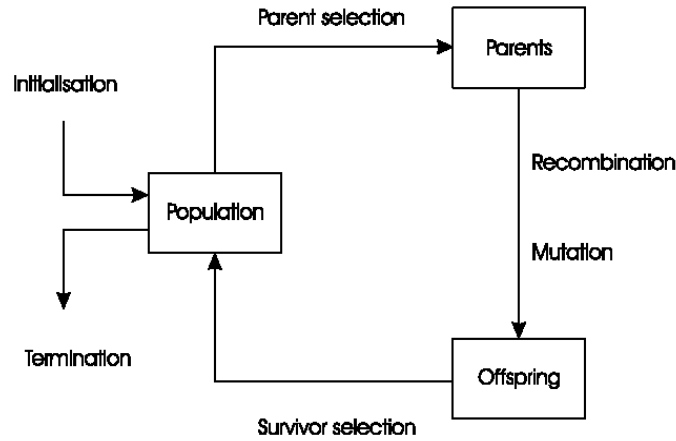 Parent selection
Parents
Initialisation
Recombination
Population
Mutation
Termination
Offspring
Survivor selection